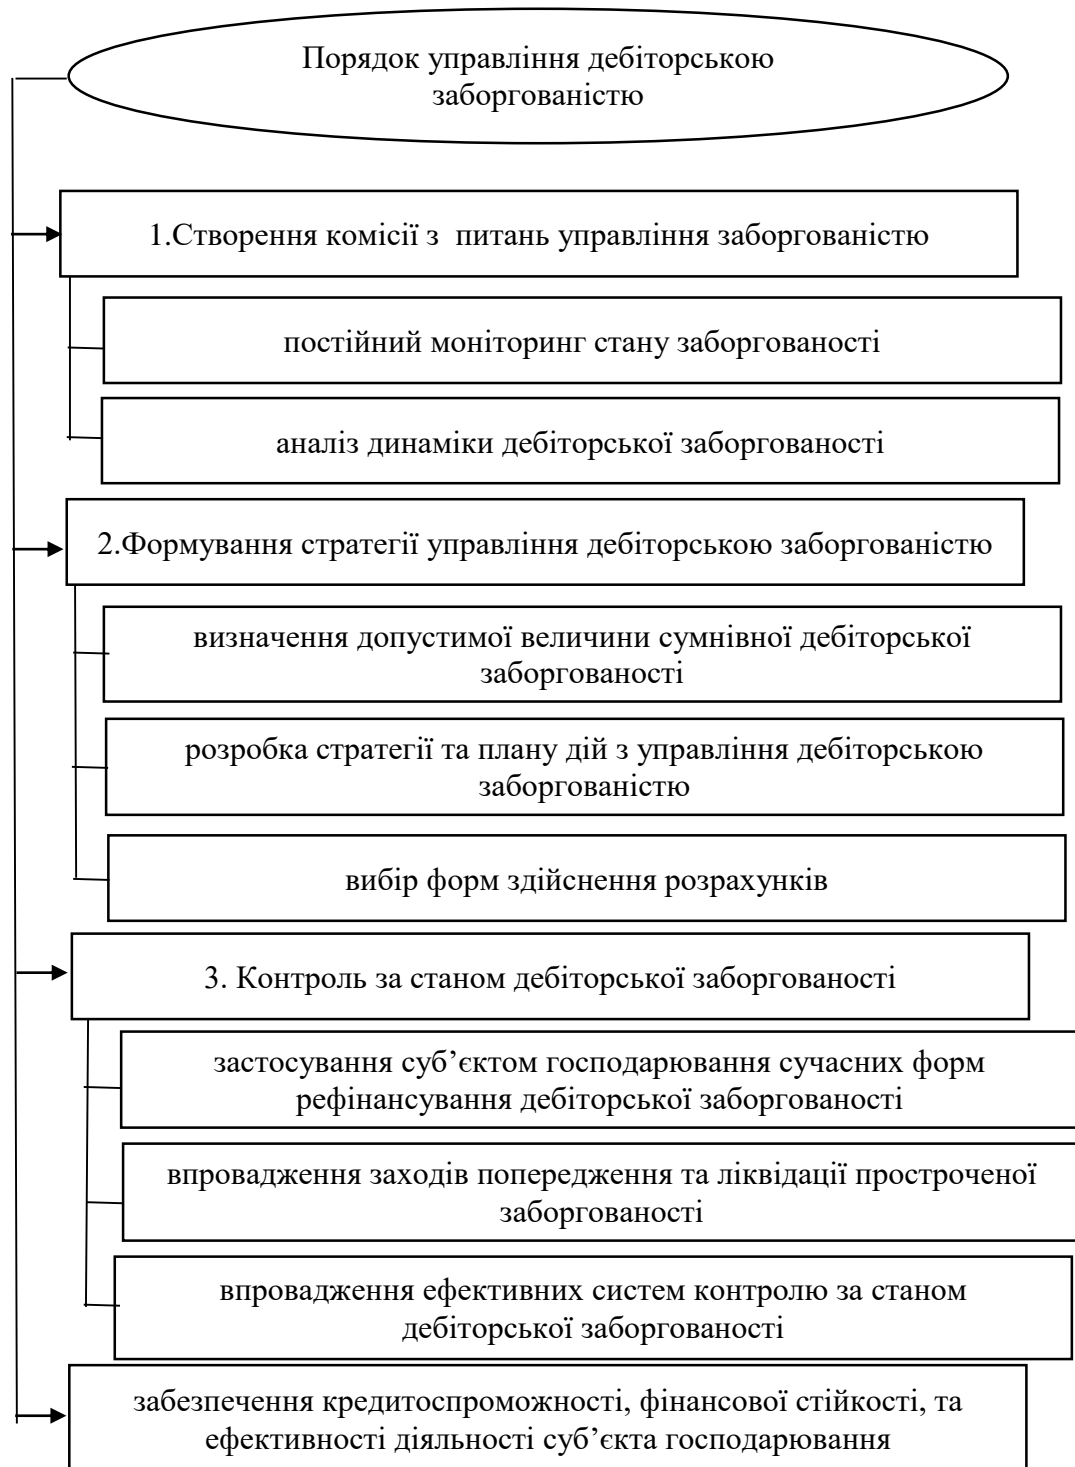 Порядок управління дебіторською
заборгованістю
1.Створення комісії з питань управління заборгованістю
постійний моніторинг стану заборгованості
аналіз динаміки дебіторської заборгованості
2.Формування стратегії управління дебіторською заборгованістю
визначення допустимої величини сумнівної дебіторської
заборгованості
розробка стратегії та плану дій з управління дебіторською
заборгованістю
вибір форм здійснення розрахунків
3. Контроль за станом дебіторської заборгованості
застосування суб’єктом господарювання сучасних форм
рефінансування дебіторської заборгованості
впровадження заходів попередження та ліквідації простроченої
заборгованості
впровадження ефективних систем контролю за станом
дебіторської заборгованості
забезпечення кредитоспроможності, фінансової стійкості, та
ефективності діяльності суб’єкта господарювання